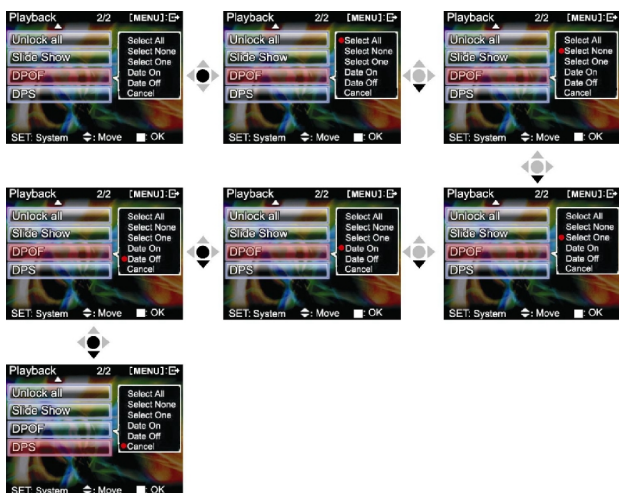 Playback 2/2 [MENU]:
Unlock all
Slide Show
DPOF
DPS
Select All
Select None
Select One
Date On
Date Off
Cancel
SET: System : Move : OK
Playback 2/2 [MENU]:
Unlock all
Slide Show
DPOF
DPS
Select All
Select None
Select One
Date On
Date Off
Cancel
SET: System : Move : OK
Playback 2/2 [MENU]:
Unlock all
Slide Show
DPOF
DPS
Select All
Select None
Select One
Date On
Date Off
Cancel
SET: System : Move : OK
Playback 2/2 [MENU]:
Unlock all
Slide Show
DPOF
DPS
Select All
Select None
Select One
Date On
Date Off
Cancel
SET: System : Move : OK
Playback 2/2 [MENU]:
Unlock all
Slide Show
DPOF
DPS
Select All
Select None
Select One
Date On
Date Off
Cancel
SET: System : Move : OK
Playback 2/2 [MENU]:
Unlock all
Slide Show
DPOF
DPS
Select All
Select None
Select One
Date On
Date Off
Cancel
SET: System : Move : OK
Playback 2/2 [MENU]:
Unlock all
Slide Show
DPOF
DPS
Select All
Select None
Select One
Date On
Date Off
Cancel
SET: System : Move : OK